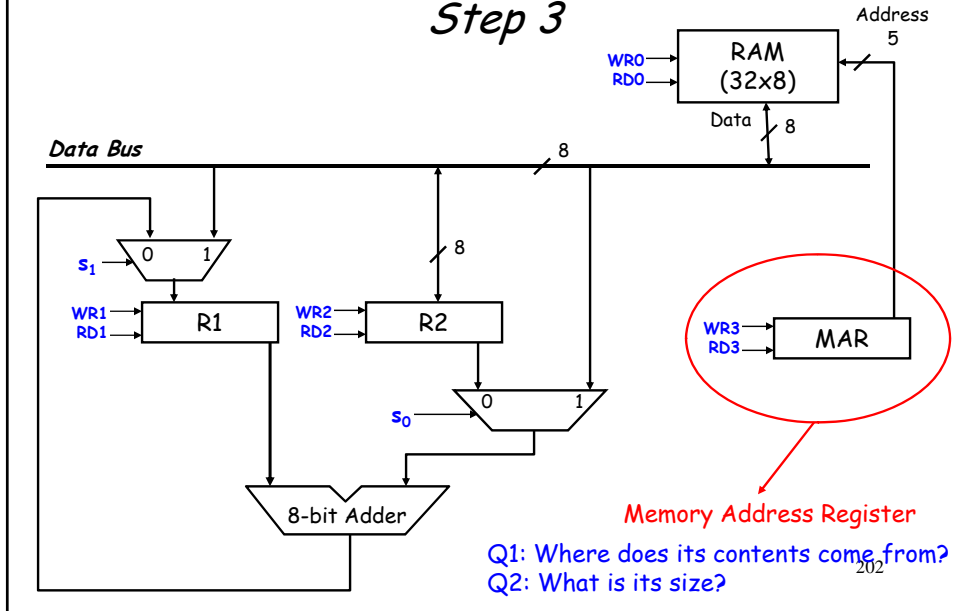 Step 3
Address
5
WR0
RD0
RAM
(32x8)
Data
8
Data Bus
8
0
1
s1
8
WR1
RD1
R1
WR2
RD2
R2
WR3
RD3
MAR
0
1
s0
8-bit Adder
Memory Address Register
Q1: Where does its contents come from?
202
Q2: What is its size?